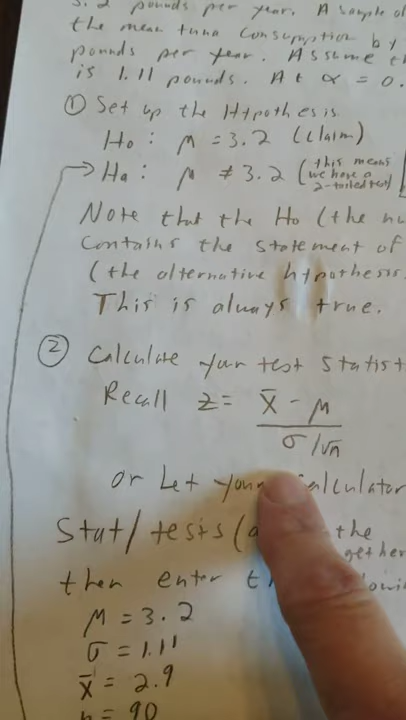 3.2 pounds per year. A sample of
the mean tuna consumption by
pounds per year. Assume t
is 1.11 pounds. At α = 0.
① Set up the Hypothesis
Ho: μ = 3.2 (claim)
Ha: μ ≠ 3.2 (this means
we have a
2-tailed test)
Note that the Ho (the nu
contains the statement of
(the alternative hypothesis
This is always true.
② Calculate your test statist
Recall z = x̄ - μ
σ/√n
or Let your Calculator
Stat/tests ( the
then enter
μ = 3.2
σ = 1.11
x̄ = 2.9
n = 90